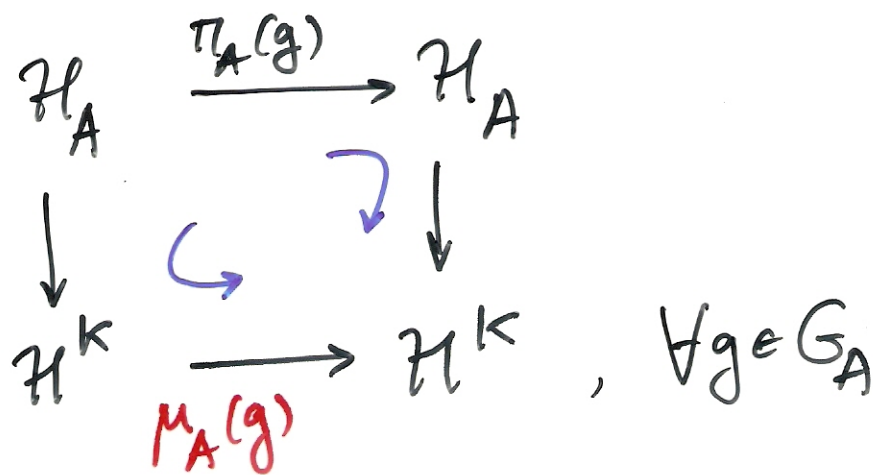 π_A(g)
ℋ_A → ℋ_A
↓ ↓
ℋ^K → ℋ^K , ∀g∈G_A
μ_A(g)